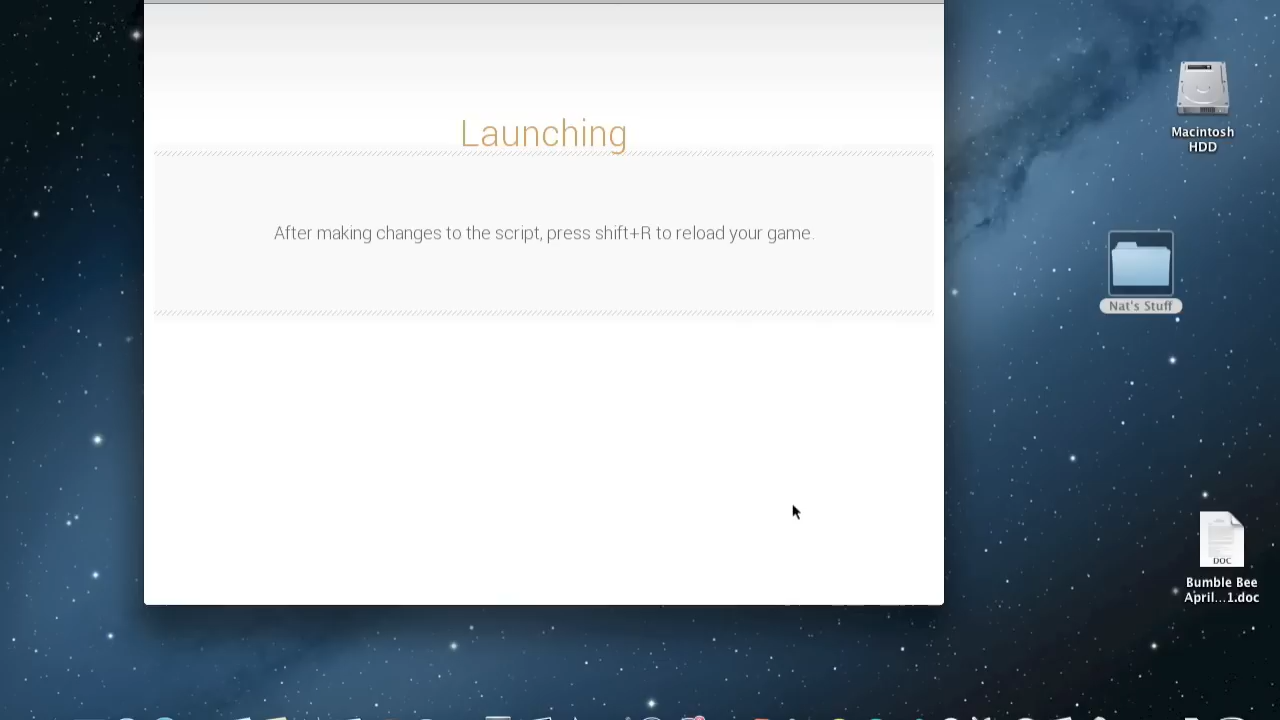 Launching
After making changes to the script, press shift+R to reload your game.
Macintosh
HDD
Nat's Stuff
DOC
Bumble Bee
April...1.doc